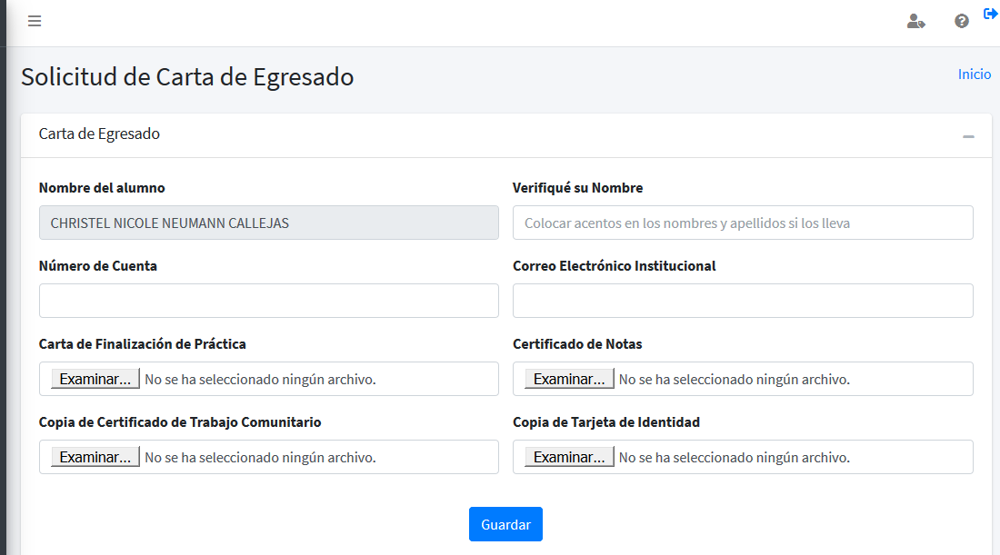 Solicitud de Carta de Egresado
Inicio
Carta de Egresado
Nombre del alumno
Verifiqué su Nombre
CHRISTEL NICOLE NEUMANN CALLEJAS
Colocar acentos en los nombres y apellidos si los lleva
Número de Cuenta
Correo Electrónico Institucional
Carta de Finalización de Práctica
Certificado de Notas
Examinar... No se ha seleccionado ningún archivo.
Examinar... No se ha seleccionado ningún archivo.
Copia de Certificado de Trabajo Comunitario
Copia de Tarjeta de Identidad
Examinar... No se ha seleccionado ningún archivo.
Examinar... No se ha seleccionado ningún archivo.
Guardar